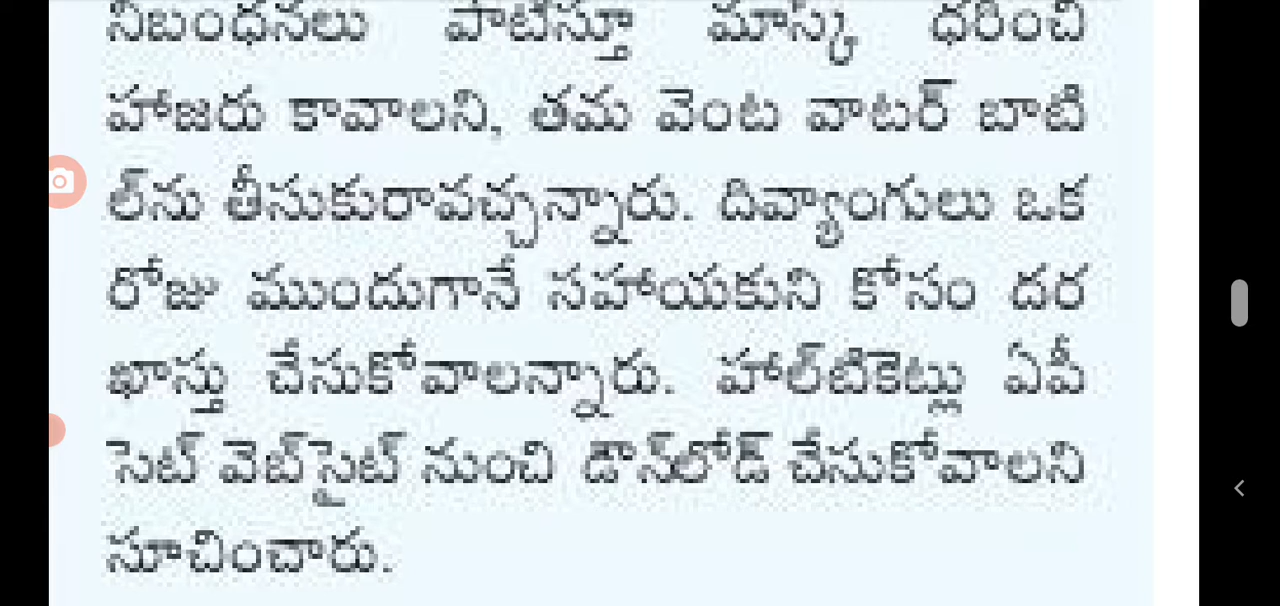 నిబంధనలు పాటిస్తూ మాస్క్ ధరించి
హాజరు కావాలని, తమ వెంట వాటర్ బాటి
ల్‌ను తీసుకురావచ్చన్నారు. దివ్యాంగులు ఒక
రోజు ముందుగానే సహాయకుని కోసం దర
ఖాస్తు చేసుకోవాలన్నారు. హాల్‌టికెట్లు ఏపీ
సెట్ వెబ్‌సైట్ నుంచి డౌన్‌లోడ్ చేసుకోవాలని
సూచించారు.